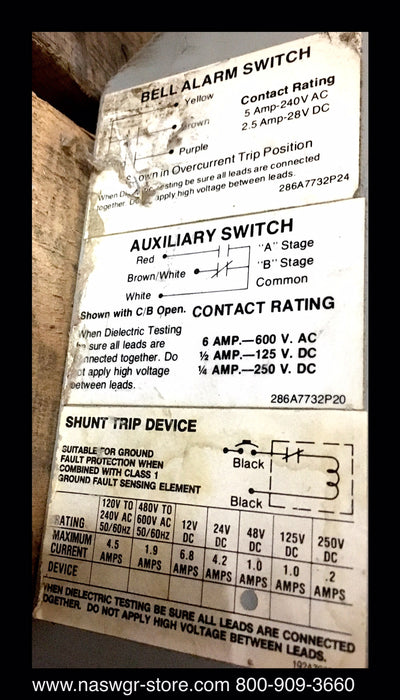 BELL ALARM SWITCH
Yellow
Contact Rating
5 Amp-240V AC
2.5 Amp-28V DC
Brown
Purple
in Overcurrent Trip Position
When testing be sure all leads are connected
together. Do apply high voltage between leads.
286A7732P24
AUXILIARY SWITCH
Red "A" Stage
Brown/White "B" Stage
White Common
Shown with C/B Open. CONTACT RATING
When Dielectric Testing
sure all leads are
together. Do
apply high voltage
between leads.
6 AMP.—600 V. AC
½ AMP.—125 V. DC
¼ AMP.—250 V. DC
286A7732P20
SHUNT TRIP DEVICE
SUITABLE FOR GROUND
FAULT PROTECTION WHEN
COMBINED WITH CLASS 1
GROUND FAULT SENSING ELEMENT
Black
Black
RATING 120V TO 240V AC 50/60HZ 480V TO 600V AC 50/60HZ 12V DC 24V DC 48V DC 125V DC 250V DC
MAXIMUM CURRENT 4.5 AMPS 1.9 AMPS 6.8 AMPS 4.2 AMPS 1.0 AMPS 1.0 AMPS .2 AMPS
DEVICE
WHEN DIELECTRIC TESTING BE SURE ALL LEADS ARE CONNECTED
TOGETHER. DO NOT APPLY HIGH VOLTAGE BETWEEN LEADS.
www.naswgr-store.com 800-909-3660